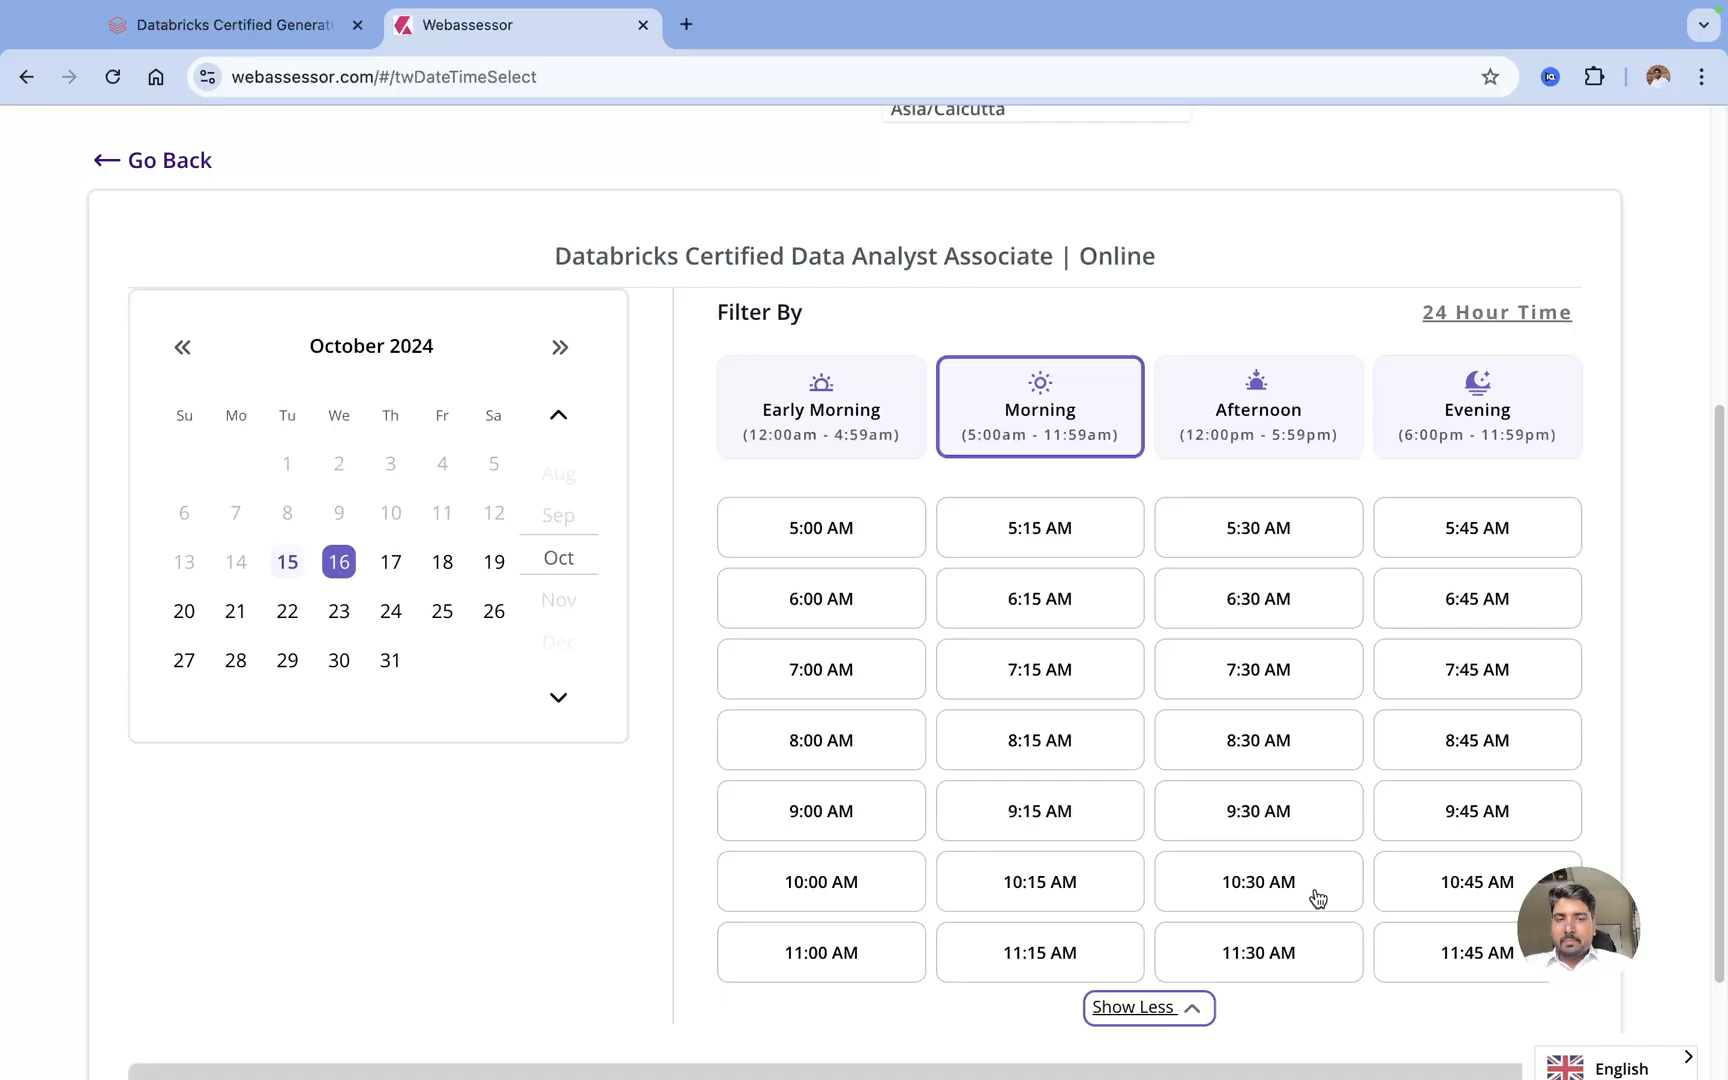 Databricks Certified Generati
Webassessor
webassessor.com/#/twDateTimeSelect
Asia/Calcutta
Go Back
Databricks Certified Data Analyst Associate | Online
October 2024
Su Mo Tu We Th Fr Sa
1 2 3 4 5
6 7 8 9 10 11 12
13 14 15 16 17 18 19
20 21 22 23 24 25 26
27 28 29 30 31
Aug
Sep
Oct
Nov
Dec
Filter By
24 Hour Time
Early Morning
(12:00am - 4:59am)
Morning
(5:00am - 11:59am)
Afternoon
(12:00pm - 5:59pm)
Evening
(6:00pm - 11:59pm)
5:00 AM 5:15 AM 5:30 AM 5:45 AM
6:00 AM 6:15 AM 6:30 AM 6:45 AM
7:00 AM 7:15 AM 7:30 AM 7:45 AM
8:00 AM 8:15 AM 8:30 AM 8:45 AM
9:00 AM 9:15 AM 9:30 AM 9:45 AM
10:00 AM 10:15 AM 10:30 AM 10:45 AM
11:00 AM 11:15 AM 11:30 AM 11:45 AM
Show Less
English